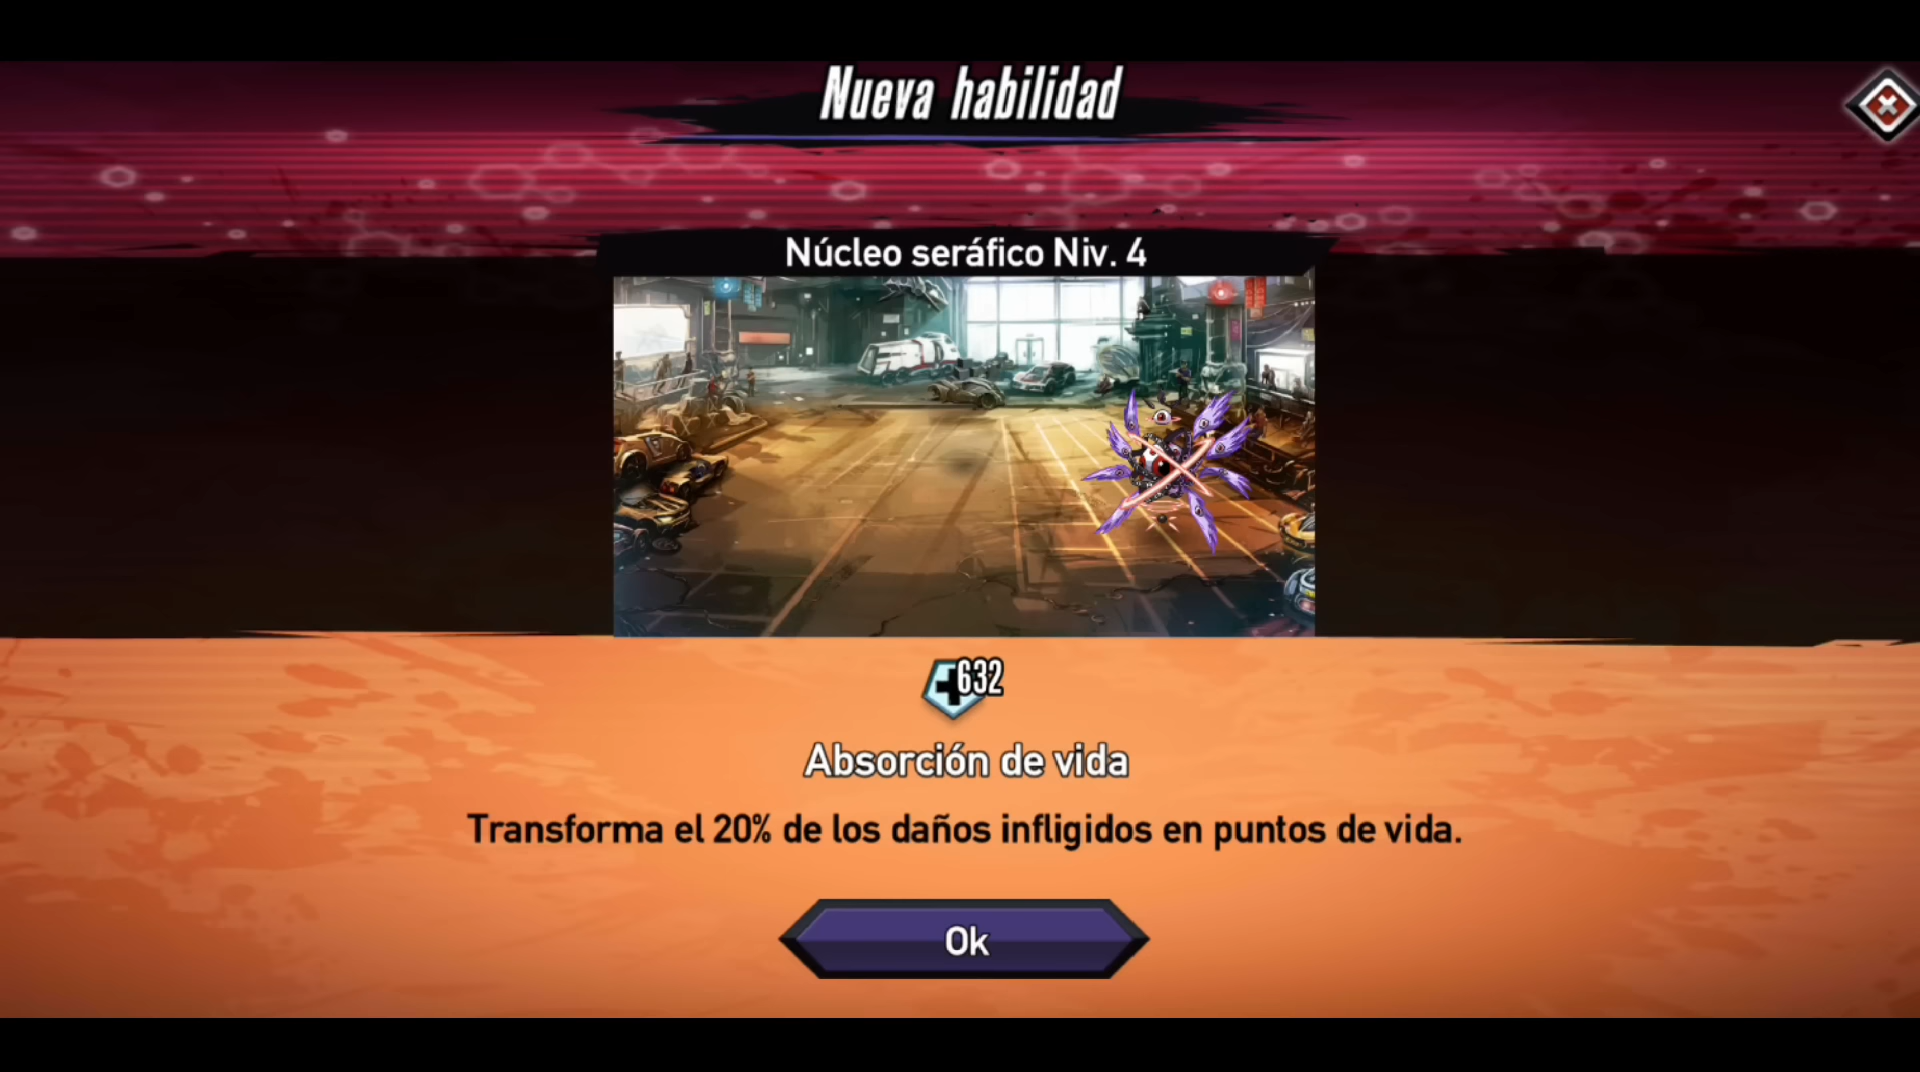 Nueva habilidad
Núcleo seráfico Niv. 4
632
Absorción de vida
Transforma el 20% de los daños infligidos en puntos de vida.
Ok